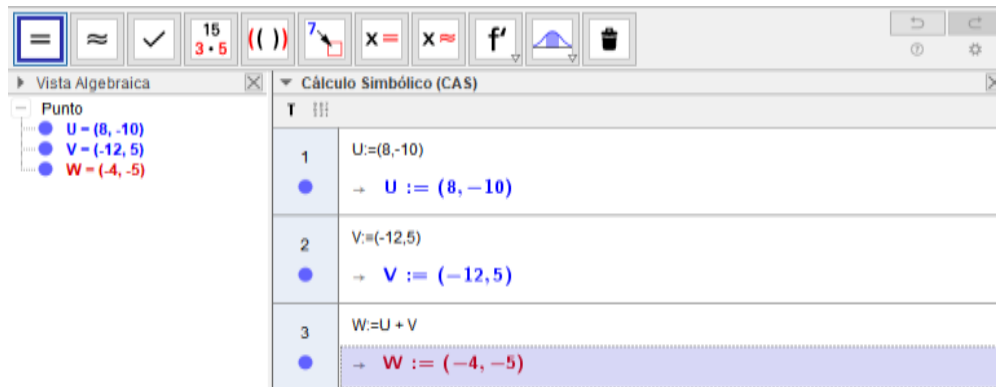 = ≈ ✓ 15 3 • 5 (( )) 7 x = x ≈ f′
Vista Algebraica
Punto
U = (8, -10)
V = (-12, 5)
W = (-4, -5)
Cálculo Simbólico (CAS)
T
1
U:=(8,-10)
→ U := (8, −10)
2
V:=(-12,5)
→ V := (−12, 5)
3
W:=U + V
→ W := (−4, −5)